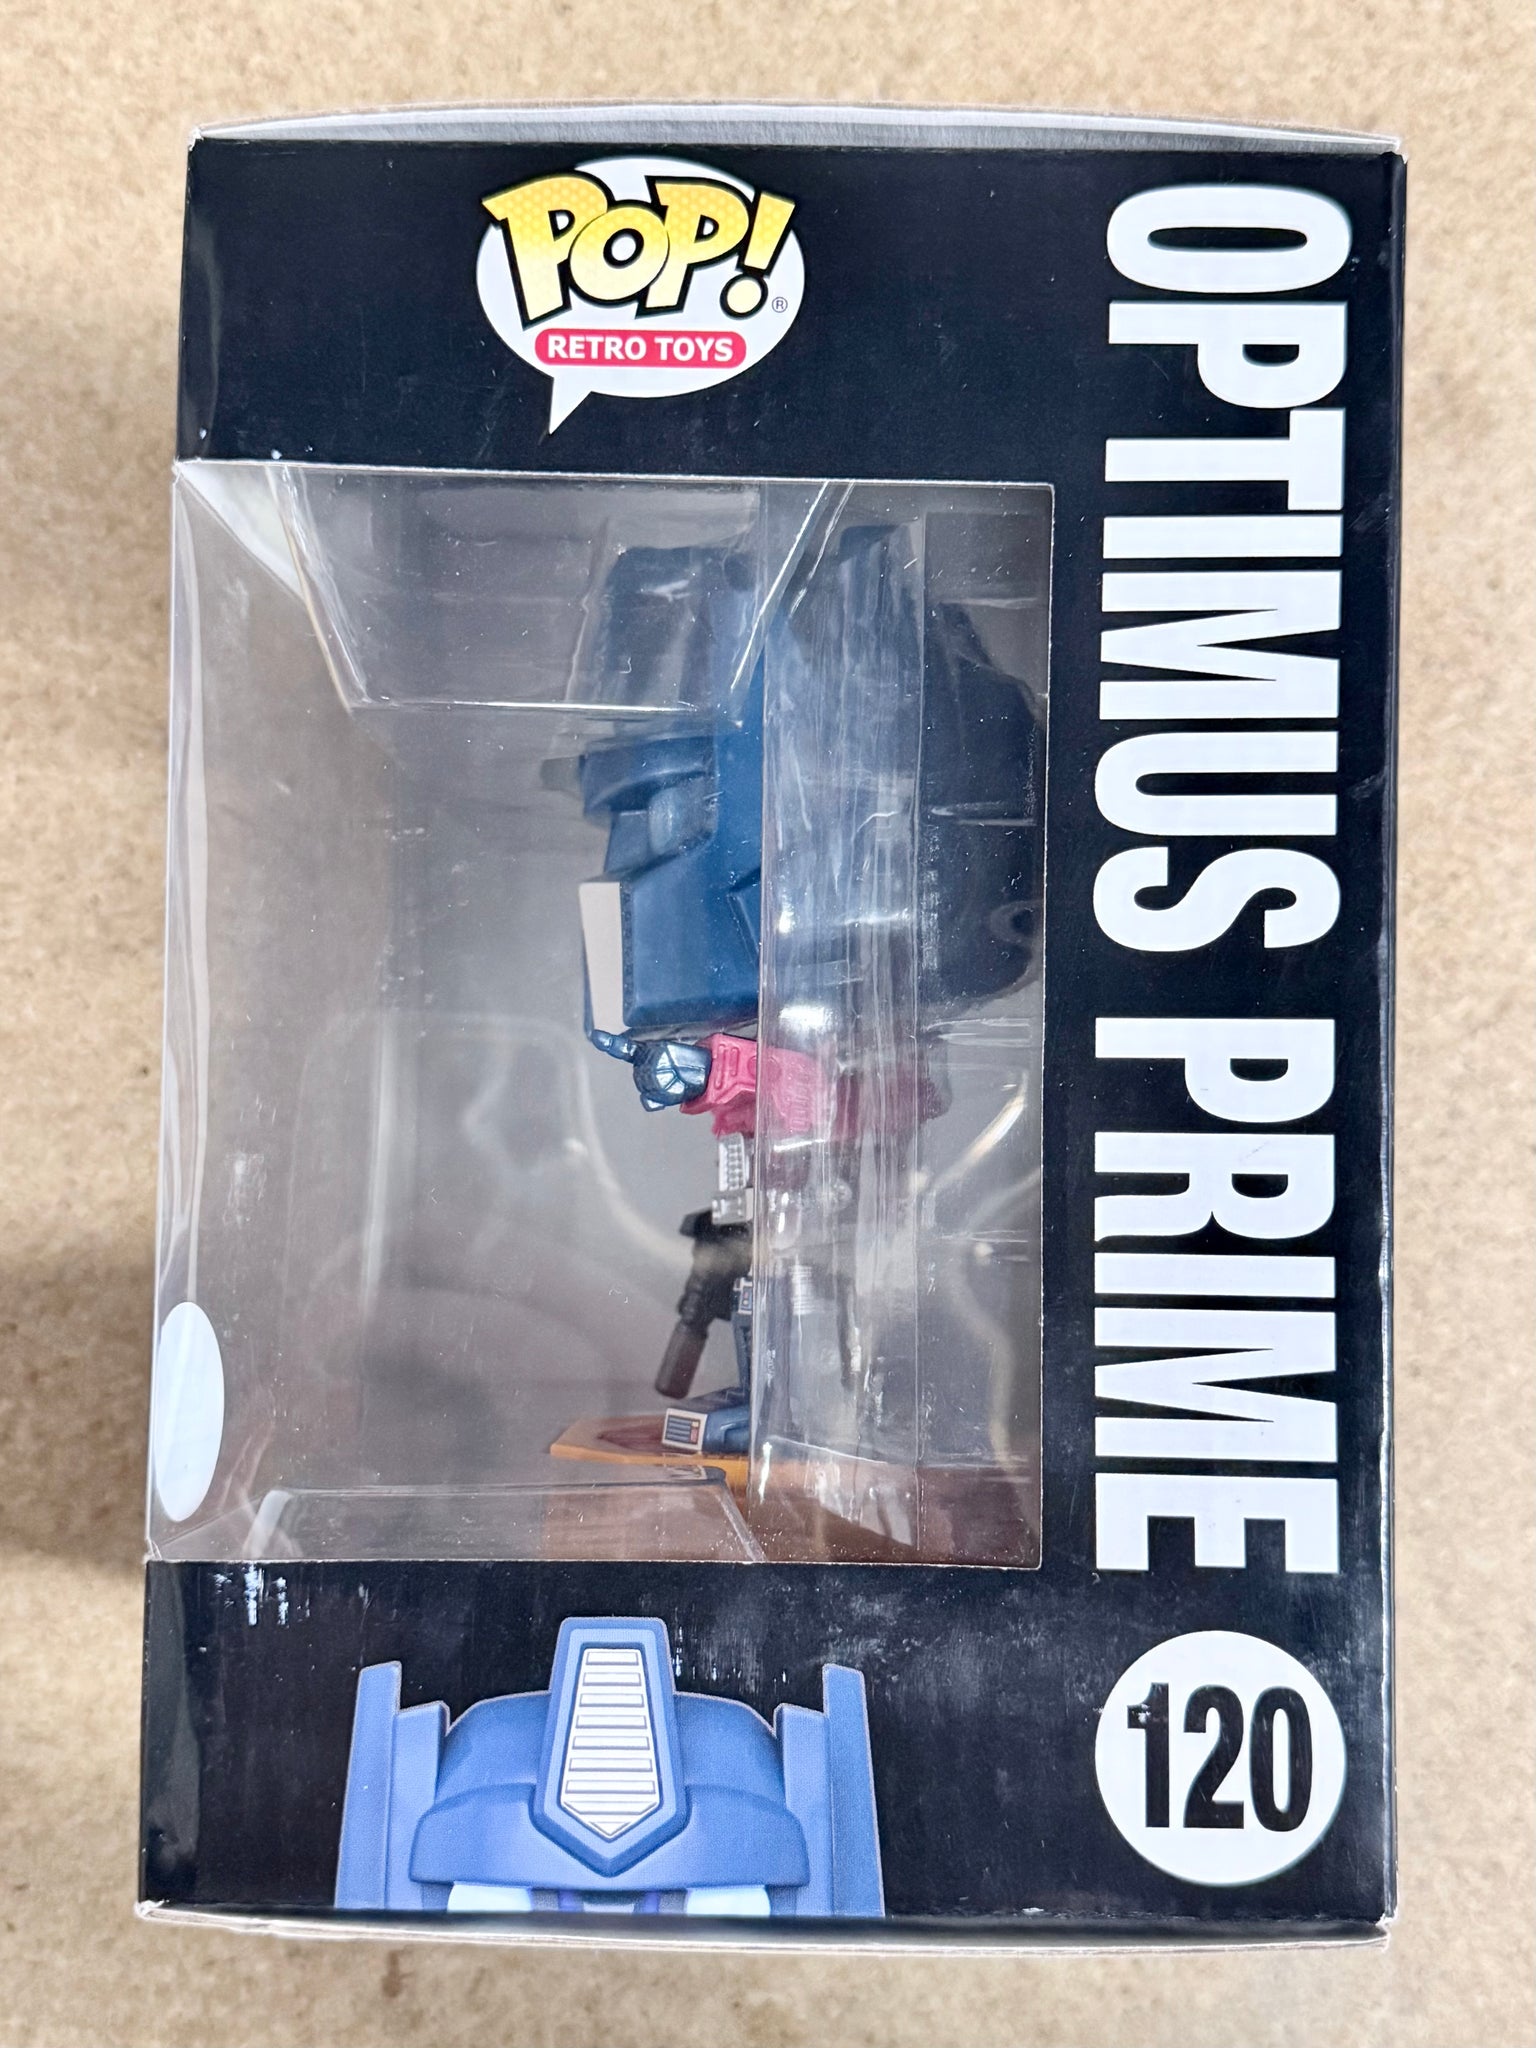 POP!®
RETRO TOYS
OPTIMUS PRIME
120